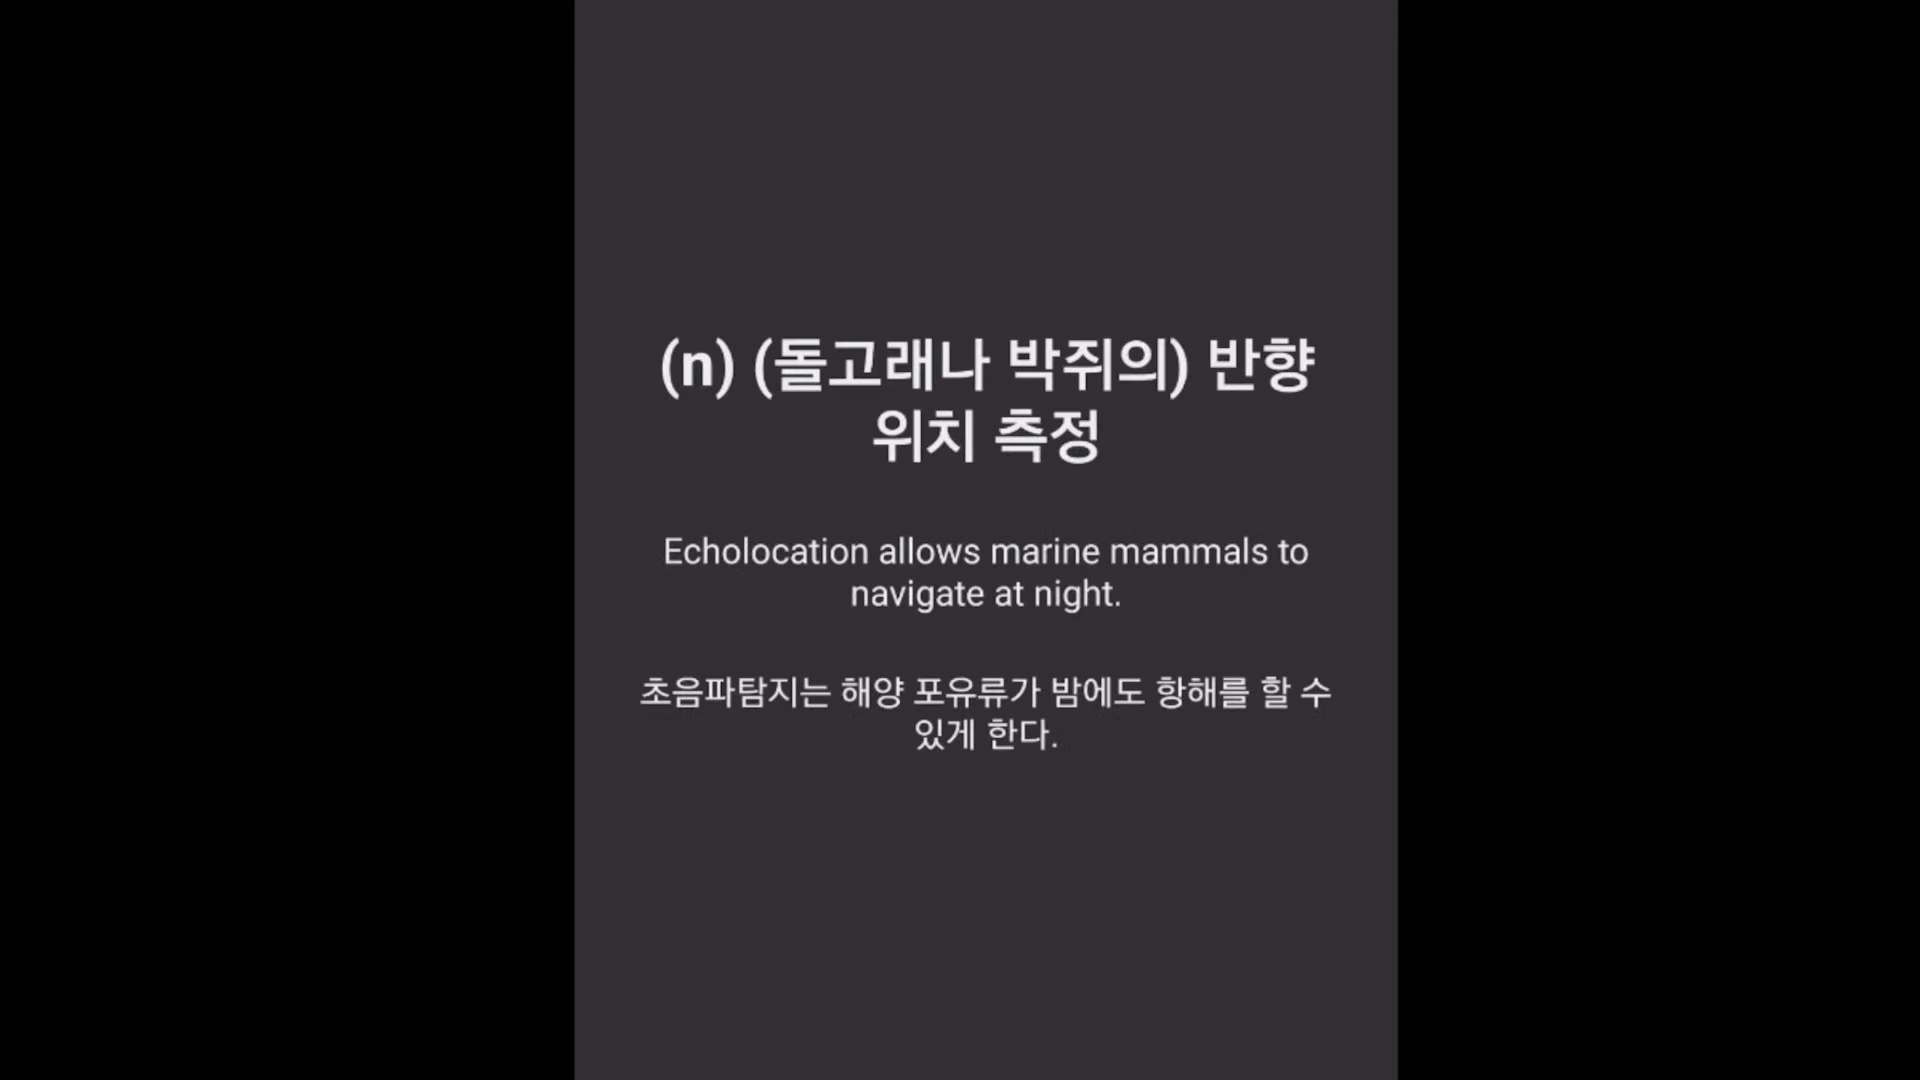 (n) (돌고래나 박쥐의) 반향
위치 측정
Echolocation allows marine mammals to
navigate at night.
초음파탐지는 해양 포유류가 밤에도 항해를 할 수
있게 한다.